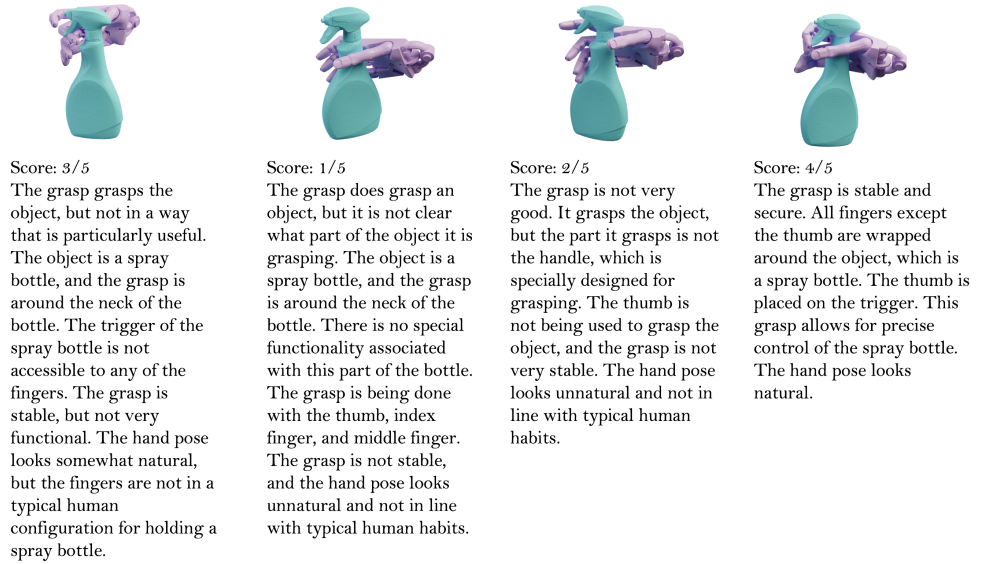 Score: 3/5
The grasp grasps the
object, but not in a way
that is particularly useful.
The object is a spray
bottle, and the grasp is
around the neck of the
bottle. The trigger of the
spray bottle is not
accessible to any of the
fingers. The grasp is
stable, but not very
functional. The hand pose
looks somewhat natural,
but the fingers are not in a
typical human
configuration for holding a
spray bottle.
Score: 1/5
The grasp does grasp an
object, but it is not clear
what part of the object it is
grasping. The object is a
spray bottle, and the grasp
is around the neck of the
bottle. There is no special
functionality associated
with this part of the bottle.
The grasp is being done
with the thumb, index
finger, and middle finger.
The grasp is not stable,
and the hand pose looks
unnatural and not in line
with typical human habits.
Score: 2/5
The grasp is not very
good. It grasps the object,
but the part it grasps is not
the handle, which is
specially designed for
grasping. The thumb is
not being used to grasp the
object, and the grasp is not
very stable. The hand pose
looks unnatural and not in
line with typical human
habits.
Score: 4/5
The grasp is stable and
secure. All fingers except
the thumb are wrapped
around the object, which is
a spray bottle. The thumb is
placed on the trigger. This
grasp allows for precise
control of the spray bottle.
The hand pose looks
natural.